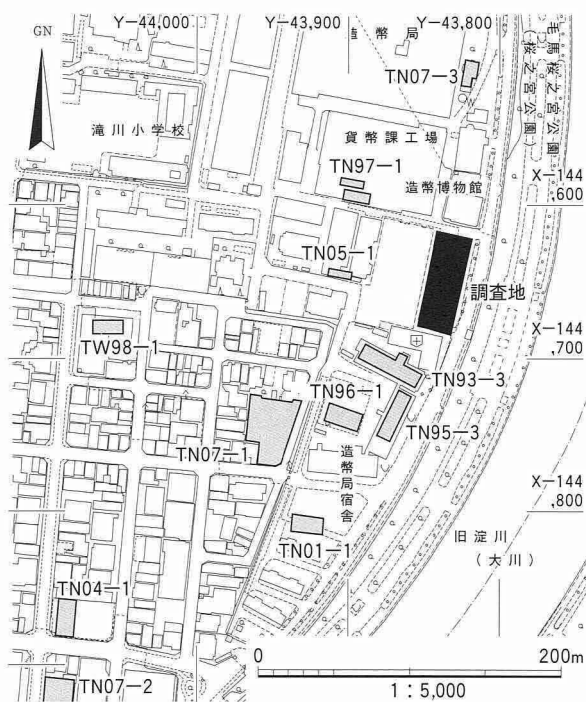 Y−44,000
Y−43,900
Y−43,800
GN
造幣局
TN07−3
毛馬桜之宮公園
(桜之宮公園)
滝川小学校
貨幣課工場
TN97−1
造幣博物館
X−144
,600
TN05−1
調査地
X−144
,700
TW98−1
TN93−3
TN96−1
TN95−3
TN07−1
造幣局宿舎
X−144
,800
旧淀川
(大川)
TN01−1
TN04−1
0
200m
TN07−2
1:5,000